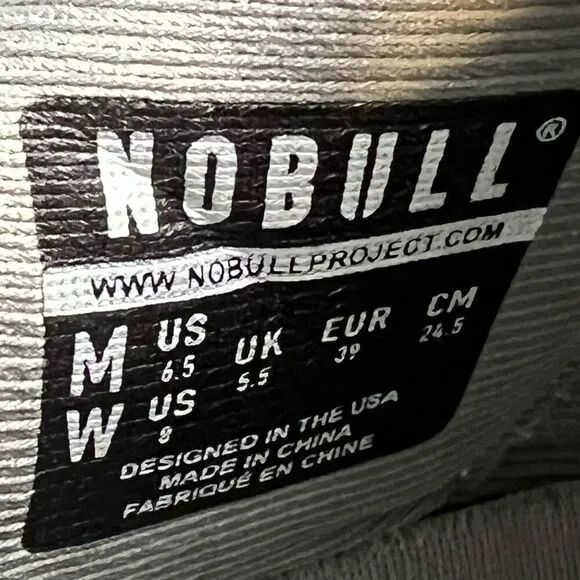 NOBULL®
WWW.NOBULLPROJECT.COM
M US 6.5 UK 5.5 EUR 39 CM 24.5
W US 8
DESIGNED IN THE USA
MADE IN CHINA
FABRIQUÉ EN CHINE